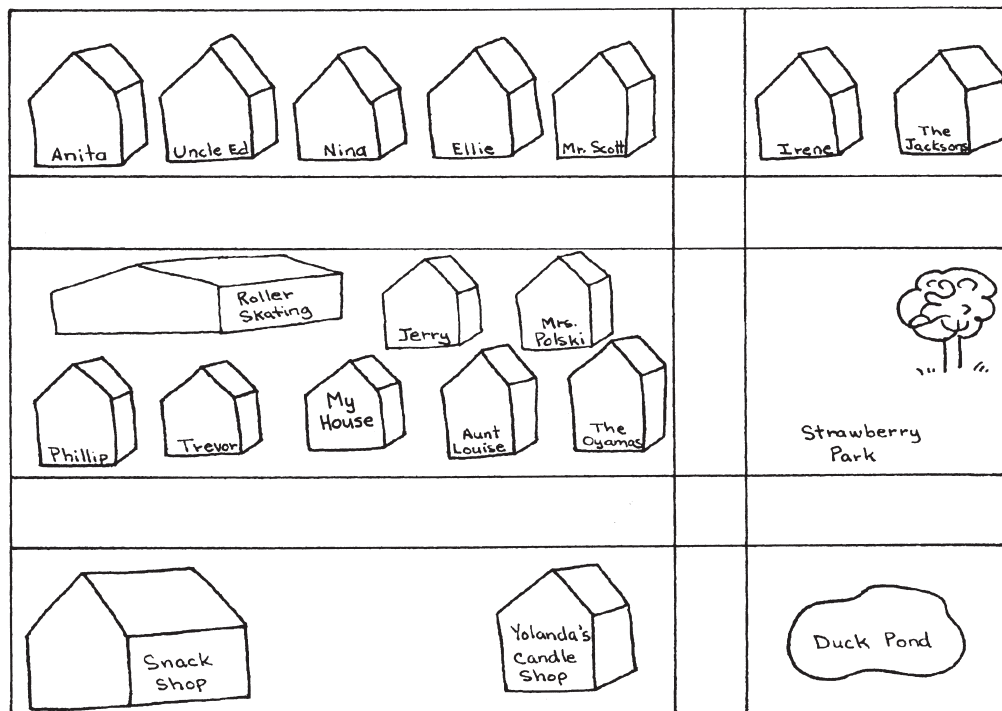 Anita
Uncle Ed
Nina
Ellie
Mr. Scott
Irene
The
Jacksons
Roller
Skating
Jerry
Mrs.
Polski
Phillip
Trevor
My
House
Aunt
Louise
The
Oyamas
Strawberry
Park
Snack
Shop
Yolanda's
Candle
Shop
Duck Pond